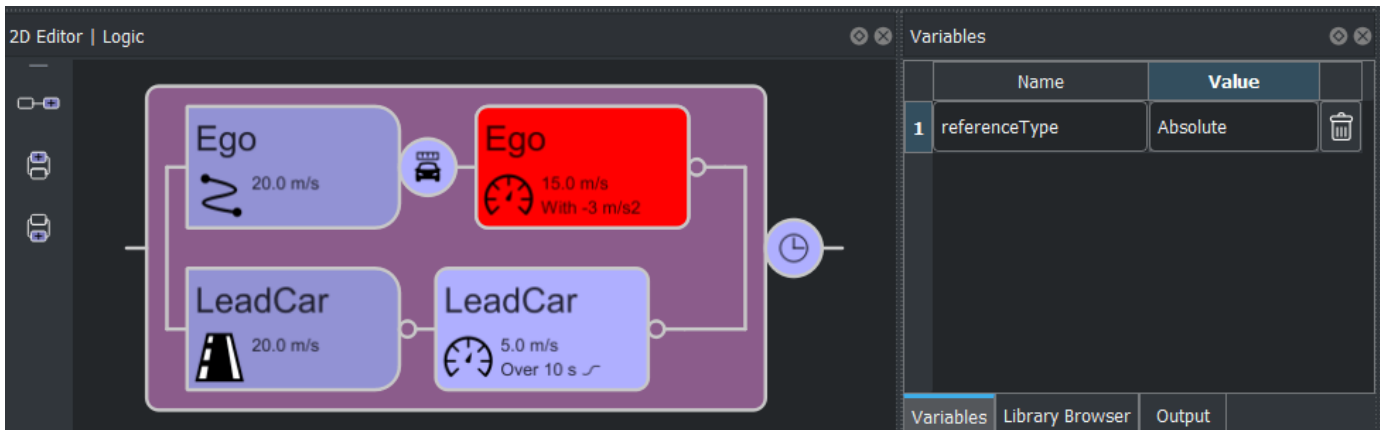 2D Editor | Logic
Ego
20.0 m/s
Ego
15.0 m/s
With -3 m/s2
LeadCar
20.0 m/s
LeadCar
5.0 m/s
Over 10 s
Variables
Name Value
1 referenceType Absolute
Variables Library Browser Output